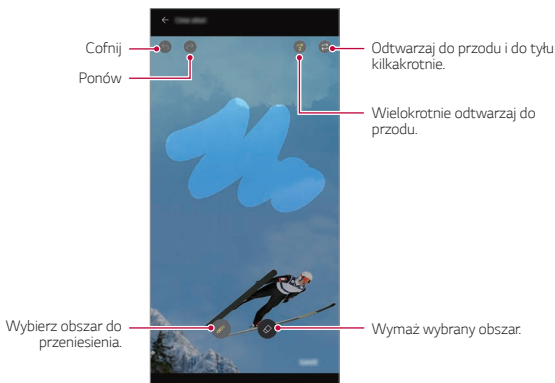 Cofnij
Ponów
Odtwarzaj do przodu i do tyłu
kilkakrotnie.
Wielokrotnie odtwarzaj do
przodu.
Wybierz obszar do
przeniesienia.
Wymaż wybrany obszar.